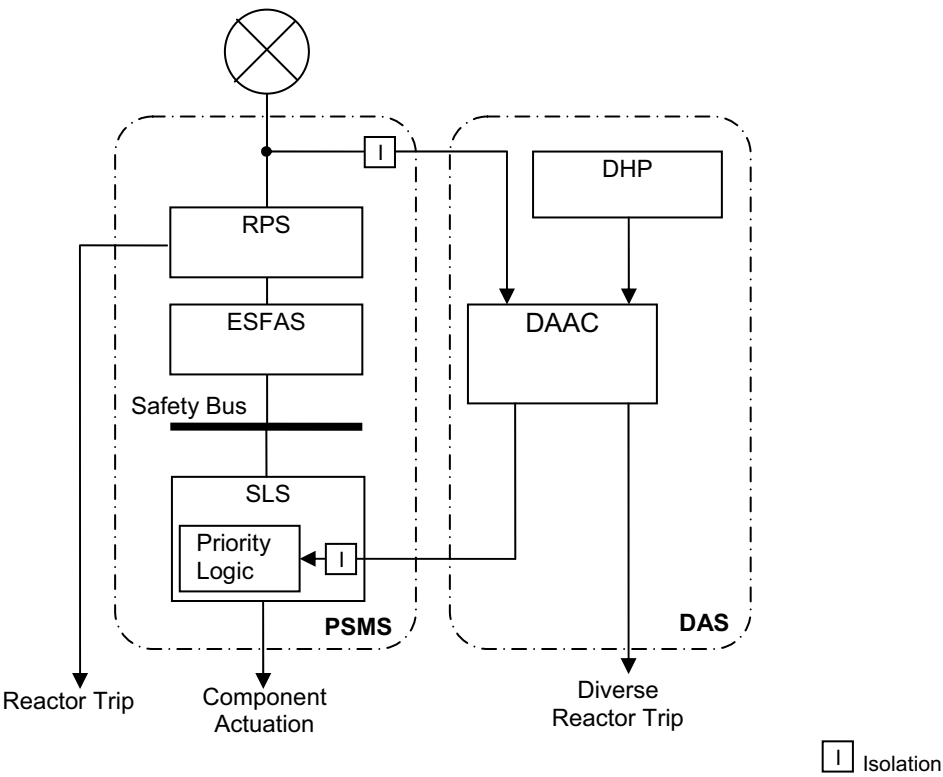 I
DHP
RPS
ESFAS
DAAC
Safety Bus
SLS
Priority
Logic
I
PSMS
DAS
Reactor Trip
Component
Actuation
Diverse
Reactor Trip
I Isolation